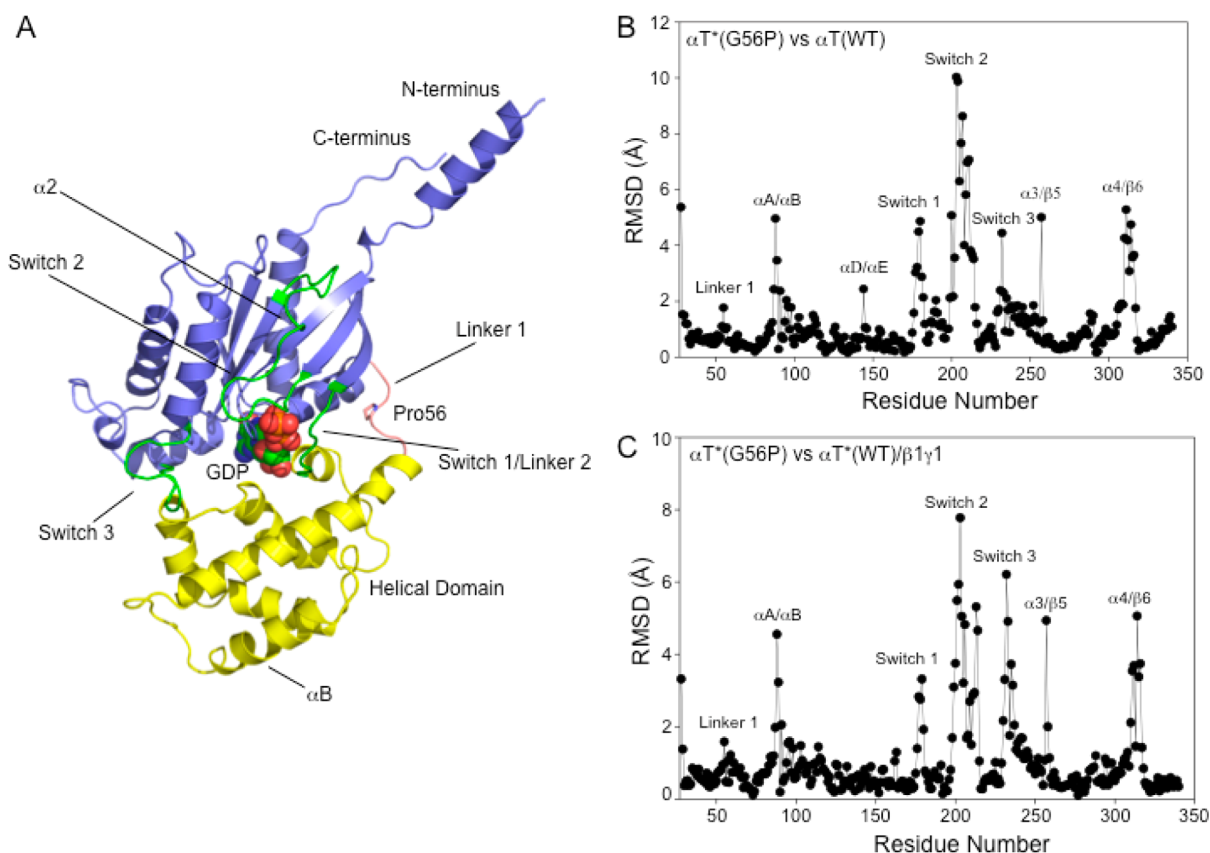 A
N-terminus
C-terminus
α2
Switch 2
Linker 1
Pro56
Switch 1/Linker 2
GDP
Switch 3
Helical Domain
αB
B
αT*(G56P) vs αT(WT)
12
10
8
6
4
2
0
RMSD (Å)
Switch 2
αA/αB
Switch 1
α3/β5
α4/β6
Switch 3
αD/αE
Linker 1
50
100
150
200
250
300
350
Residue Number
C
αT*(G56P) vs αT*(WT)/β1γ1
10
8
6
4
2
0
RMSD (Å)
Switch 2
Switch 3
αA/αB
α3/β5
α4/β6
Switch 1
Linker 1
50
100
150
200
250
300
350
Residue Number